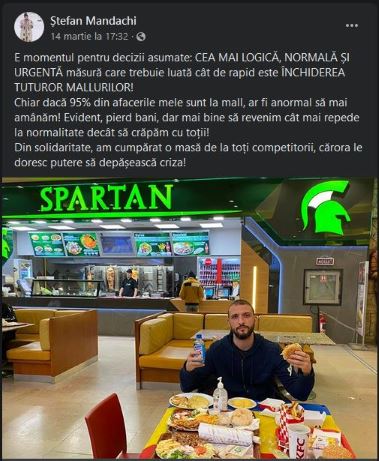 Ștefan Mandachi
14 martie la 17:32
E momentul pentru decizii asumate: CEA MAI LOGICĂ, NORMALĂ ȘI
URGENTĂ măsură care trebuie luată cât de rapid este ÎNCHIDEREA
TUTUROR MALLURILOR!
Chiar dacă 95% din afacerile mele sunt la mall, ar fi anormal să mai
amânăm! Evident, pierd bani, dar mai bine să revenim cât mai repede
la normalitate decât să crăpăm cu toții!
Din solidaritate, am cumpărat o masă de la toți competitorii, cărora le
doresc putere să depășească criza!
SPARTAN
KFC